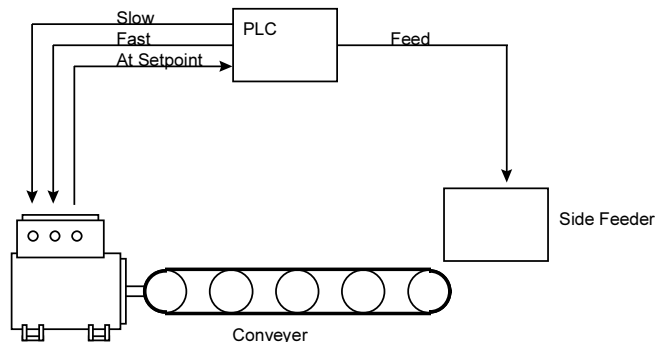 Slow
PLC
Fast
Feed
At Setpoint
Side Feeder
Conveyer